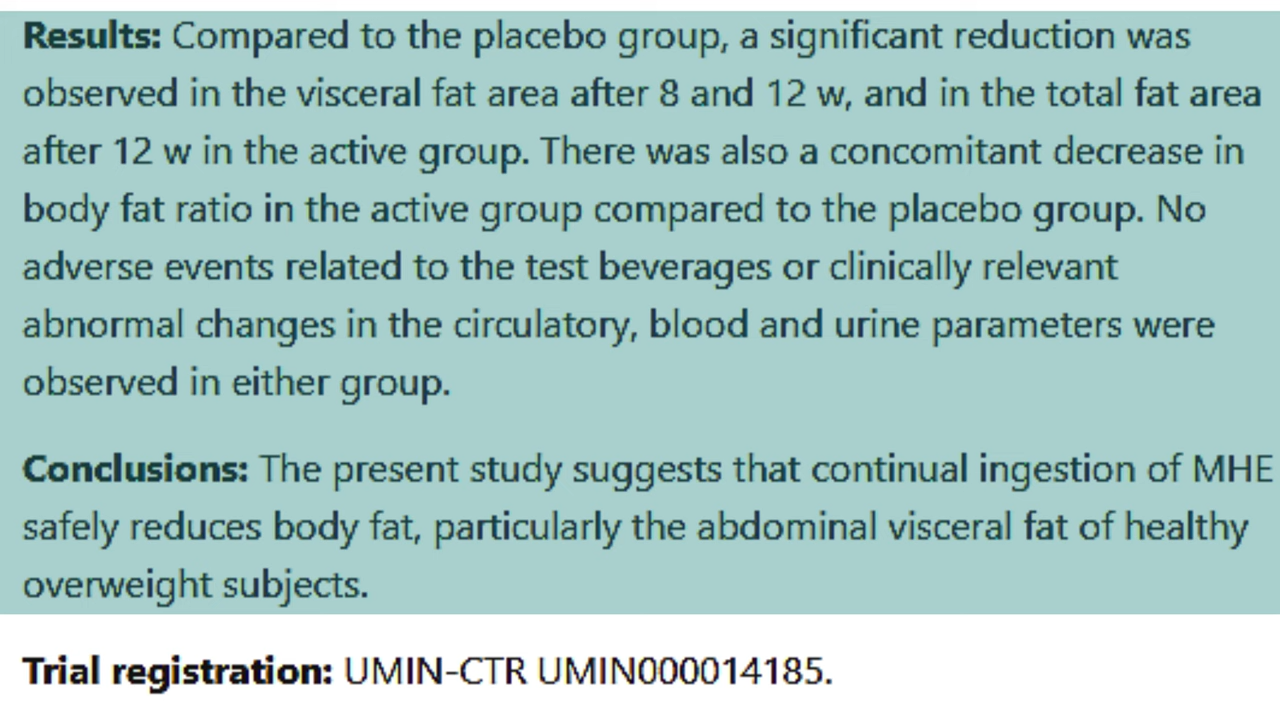 Results: Compared to the placebo group, a significant reduction was
observed in the visceral fat area after 8 and 12 w, and in the total fat area
after 12 w in the active group. There was also a concomitant decrease in
body fat ratio in the active group compared to the placebo group. No
adverse events related to the test beverages or clinically relevant
abnormal changes in the circulatory, blood and urine parameters were
observed in either group.
Conclusions: The present study suggests that continual ingestion of MHE
safely reduces body fat, particularly the abdominal visceral fat of healthy
overweight subjects.
Trial registration: UMIN-CTR UMIN000014185.